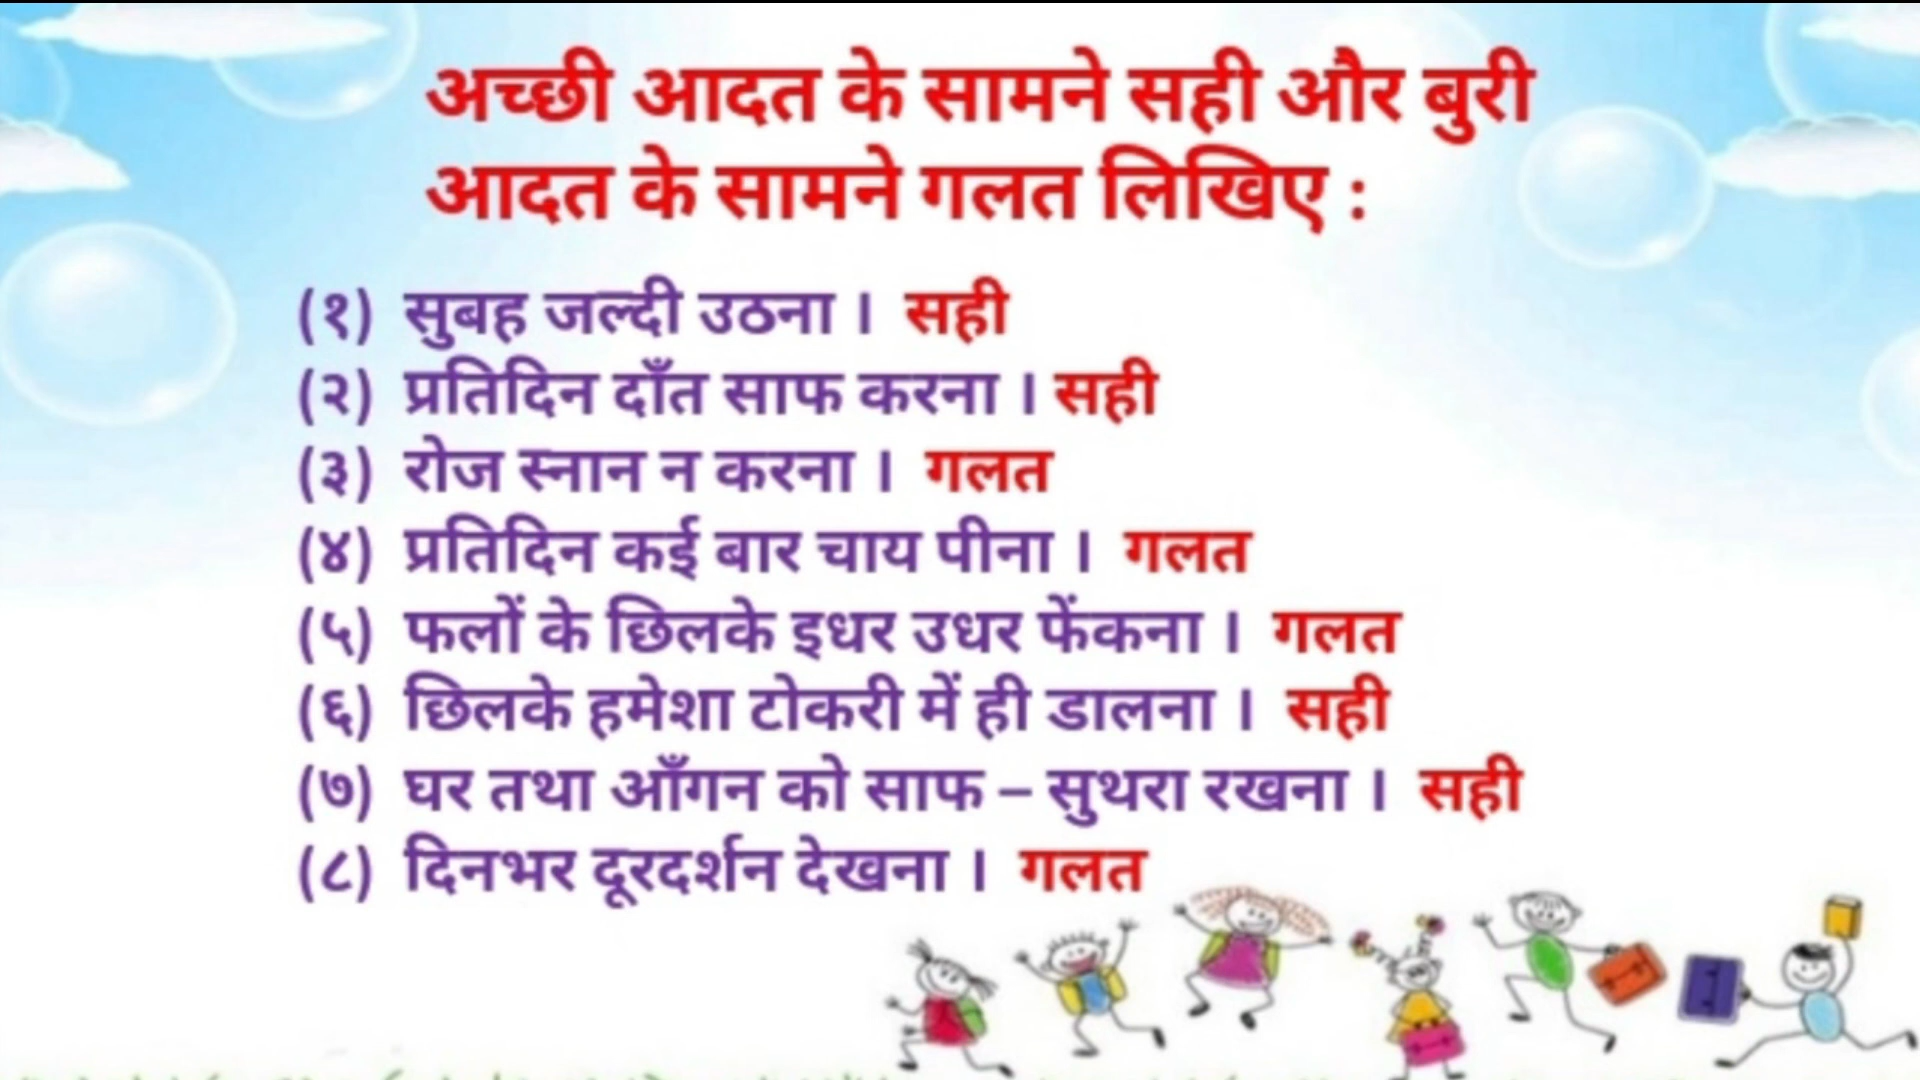 अच्छी आदत के सामने सही और बुरी
आदत के सामने गलत लिखिए :
(१) सुबह जल्दी उठना । सही
(२) प्रतिदिन दाँत साफ करना । सही
(३) रोज स्नान न करना । गलत
(४) प्रतिदिन कई बार चाय पीना । गलत
(५) फलों के छिलके इधर उधर फेंकना । गलत
(६) छिलके हमेशा टोकरी में ही डालना । सही
(७) घर तथा आँगन को साफ – सुथरा रखना । सही
(८) दिनभर दूरदर्शन देखना । गलत